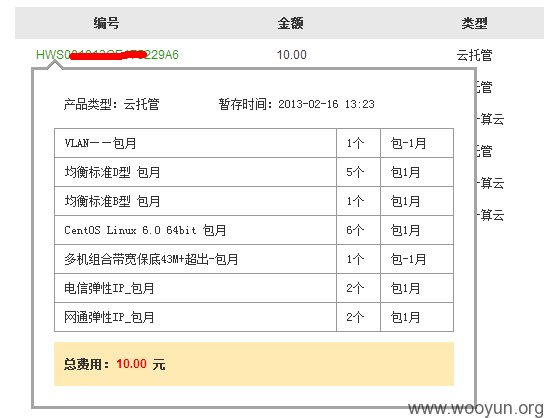 编号 金额 类型
10.00 云托管
产品类型：云托管 暂存时间：2013-02-16 13:23
VLAN——包月 1个 包-1月
均衡标准D型 包月 5个 包1月
均衡标准B型 包月 1个 包1月
CentOS Linux 6.0 64bit 包月 6个 包1月
多机组合带宽保底43M+超出-包月 1个 包-1月
电信弹性IP_包月 2个 包1月
网通弹性IP_包月 2个 包1月
总费用：10.00 元
托管
算云
托管
算云
算云
www.wooyun.org